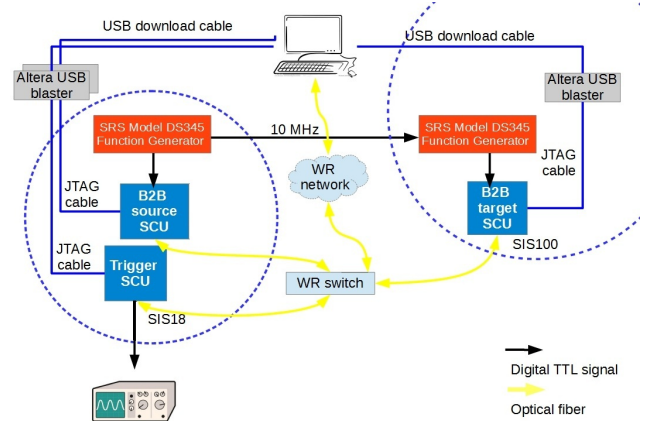 USB download cable
USB download cable
Altera USB
blaster
Altera USB
blaster
SRS Model DS345
Function Generator
10 MHz
SRS Model DS345
Function Generator
JTAG
cable
WR
network
JTAG
cable
B2B
source
SCU
B2B
target
SCU
SIS100
JTAG
cable
Trigger
SCU
WR switch
SIS18
Digital TTL signal
Optical fiber